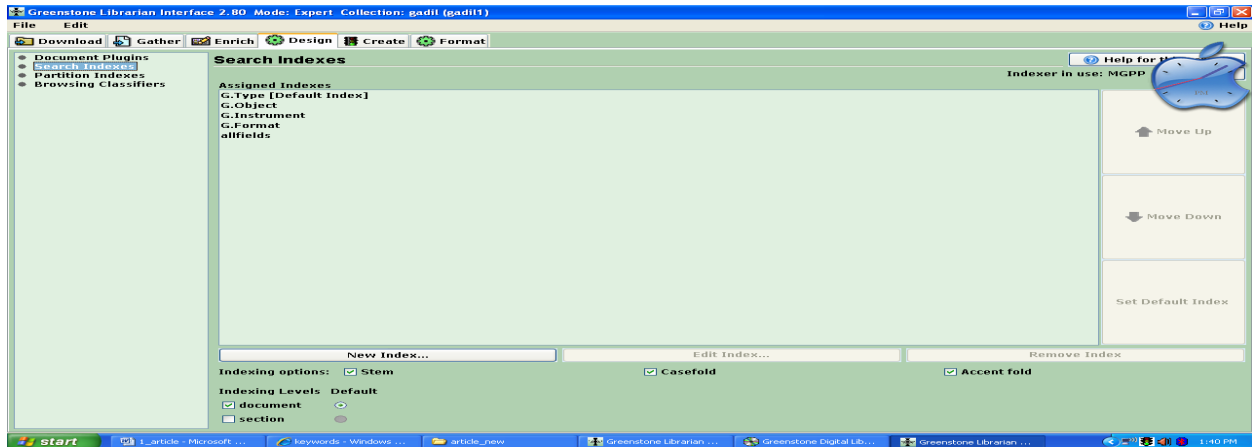 Greenstone Librarian Interface 2.80 Mode: Expert Collection: gadil (gadil1)
File Edit
Help
Download Gather Enrich Design Create Format
Document Plugins
Search Indexes
Partition Indexes
Browsing Classifiers
Search Indexes
Help for
Indexer in use: MGPP
Assigned Indexes
G.Type [Default Index]
G.Object
G.Instrument
G.Format
allfields
PM
Move Up
Move Down
Set Default Index
New Index... Edit Index... Remove Index
Indexing options: Stem Casefold Accent fold
Indexing Levels Default
document
section
start 1_article - Microsoft ... keywords - Windows ... article_new Greenstone Librarian ... Greenstone Digital Lib... Greenstone Librarian ... 1:40 PM